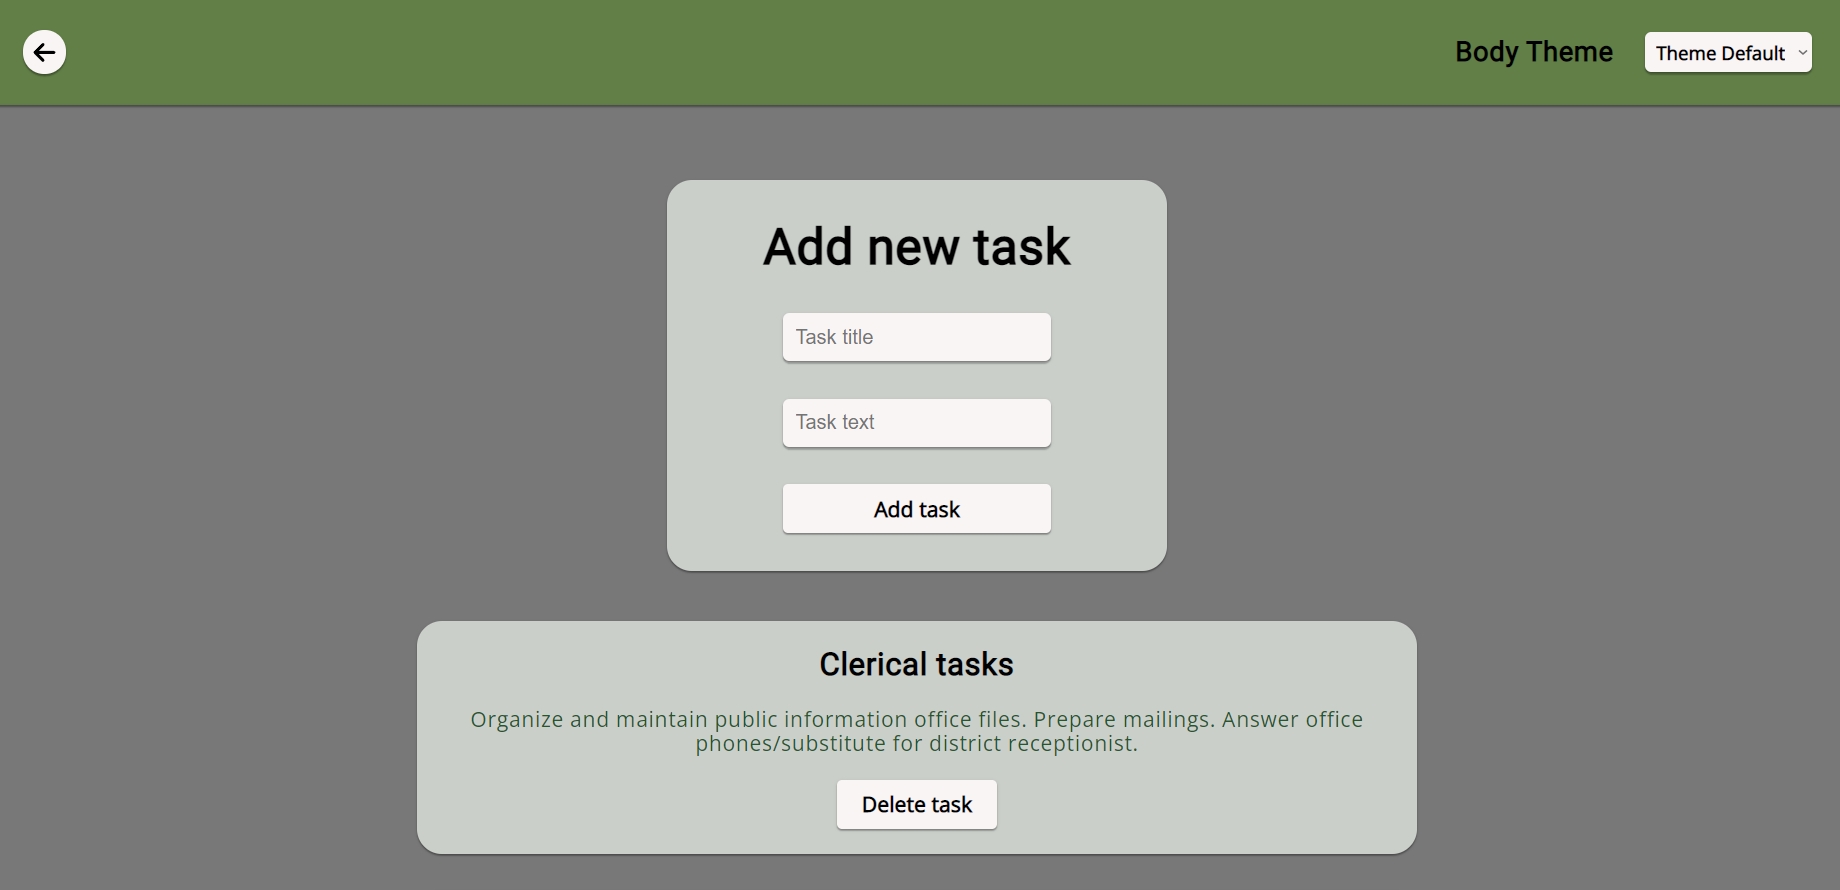 Body Theme
Theme Default
Add new task
Task title
Task text
Add task
Clerical tasks
Organize and maintain public information office files. Prepare mailings. Answer office
phones/substitute for district receptionist.
Delete task